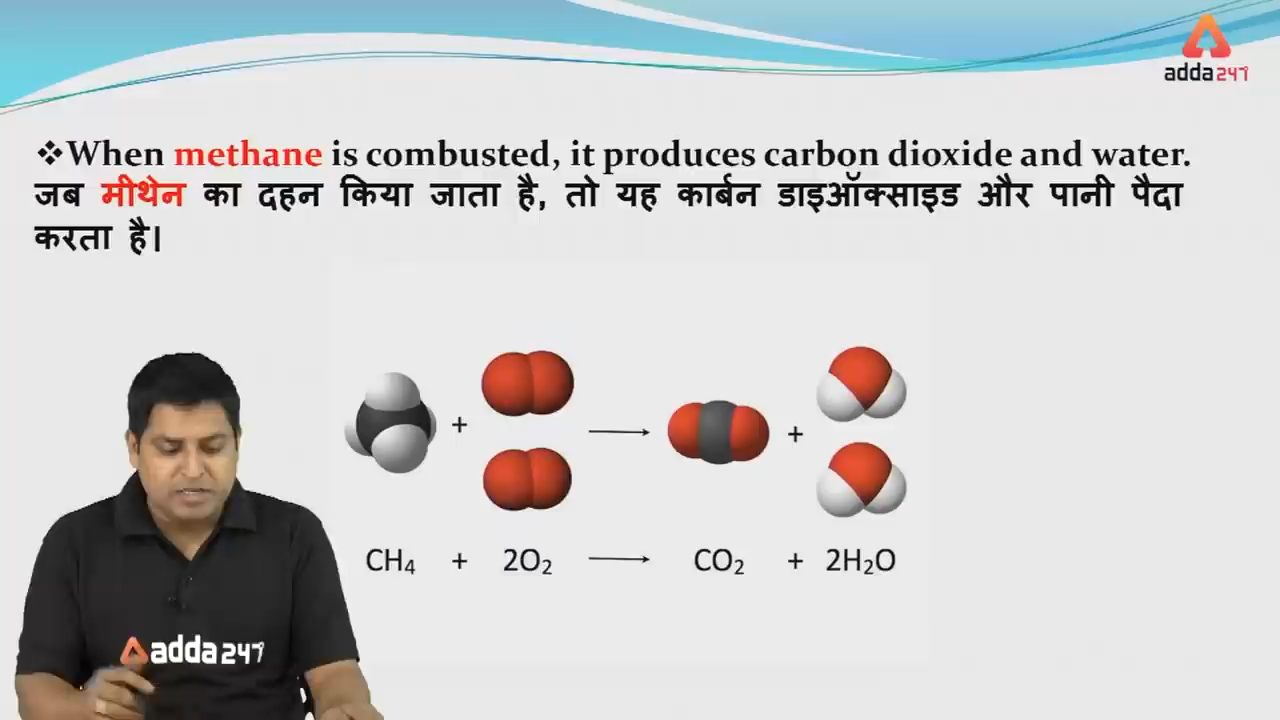 adda247
❖When methane is combusted, it produces carbon dioxide and water.
जब मीथेन का दहन किया जाता है, तो यह कार्बन डाइऑक्साइड और पानी पैदा
करता है।
+ → +
CH₄ + 2O₂ → CO₂ + 2H₂O
adda247